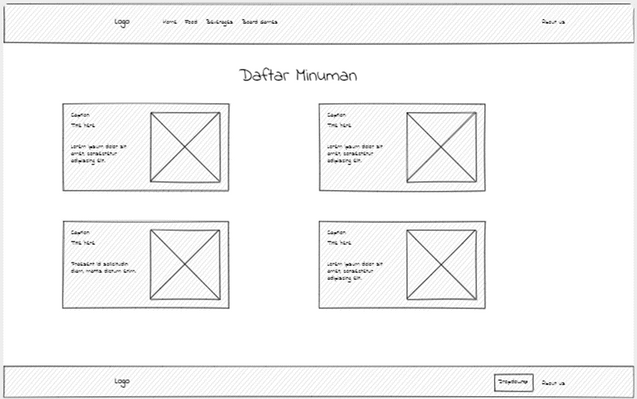 Logo Home Food Beverages Board Games About us
Daftar Minuman
Caption
Title here
Lorem ipsum dolor sit
amet, consectetur
adipiscing elit.
Caption
Title here
Lorem ipsum dolor sit
amet, consectetur
adipiscing elit.
Caption
Title here
Praesent id sollicitudin
diam, mattis dictum enim.
Caption
Title here
Lorem ipsum dolor sit
amet, consectetur
adipiscing elit.
Logo Dropdown About us